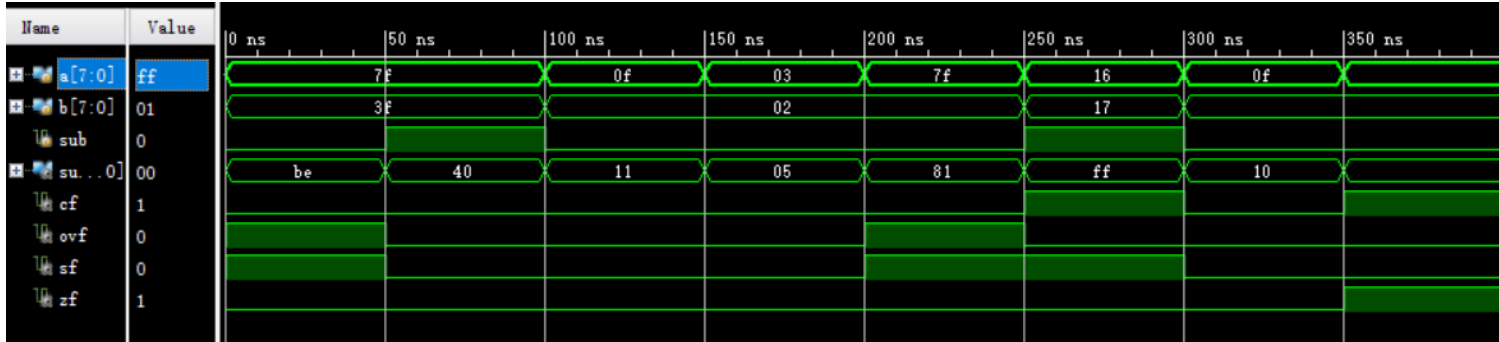 Name Value 0 ns 50 ns 100 ns 150 ns 200 ns 250 ns 300 ns 350 ns
a[7:0] ff 7f 0f 03 7f 16 0f
b[7:0] 01 3f 02 17
sub 0
su...0] 00 be 40 11 05 81 ff 10
cf 1
ovf 0
sf 0
zf 1